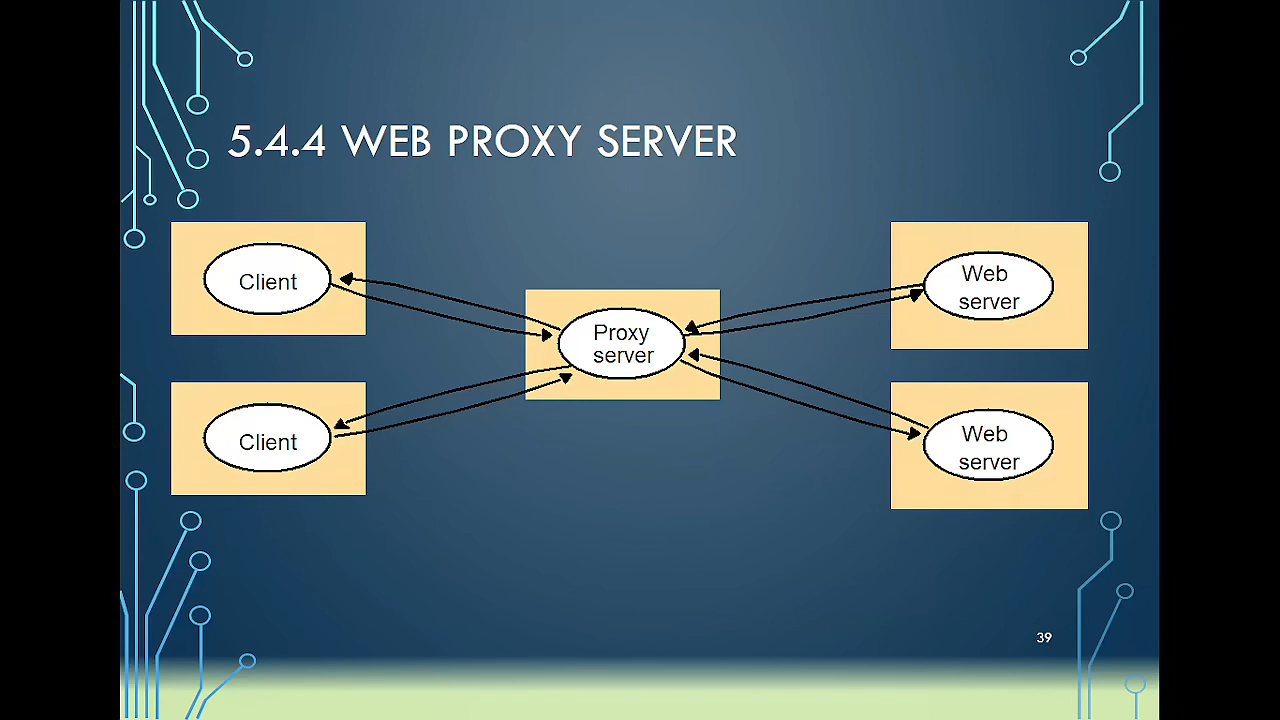 5.4.4 WEB PROXY SERVER
Client
Web
server
Proxy
server
Client
Web
server
39